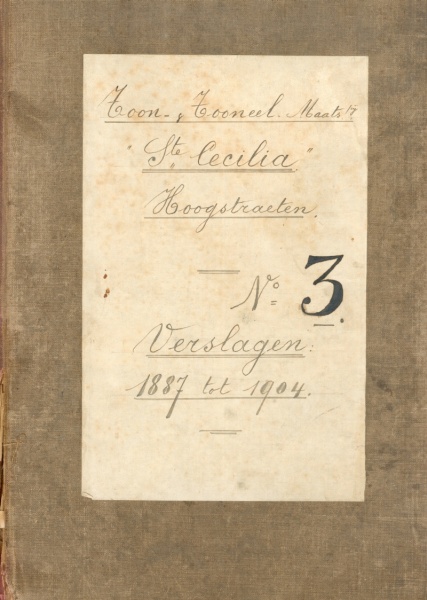 Toon- & Tooneel. Maatsij
"Ste Cecilia"
Hoogstraeten.
No 3.
Verslagen:
1887 tot 1904.